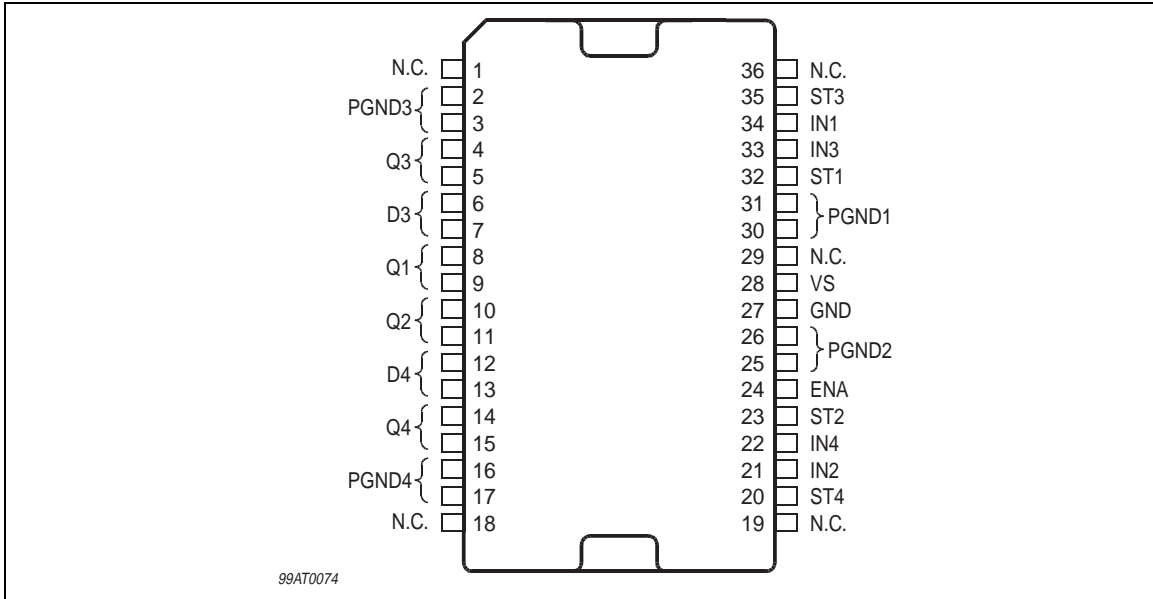 N.C. 1 36 N.C.
PGND3 2 35 ST3
3 34 IN1
Q3 4 33 IN3
5 32 ST1
D3 6 31 PGND1
7 30
Q1 8 29 N.C.
9 28 VS
Q2 10 27 GND
11 26 PGND2
D4 12 25
13 24 ENA
Q4 14 23 ST2
15 22 IN4
PGND4 16 21 IN2
17 20 ST4
N.C. 18 19 N.C.
99AT0074